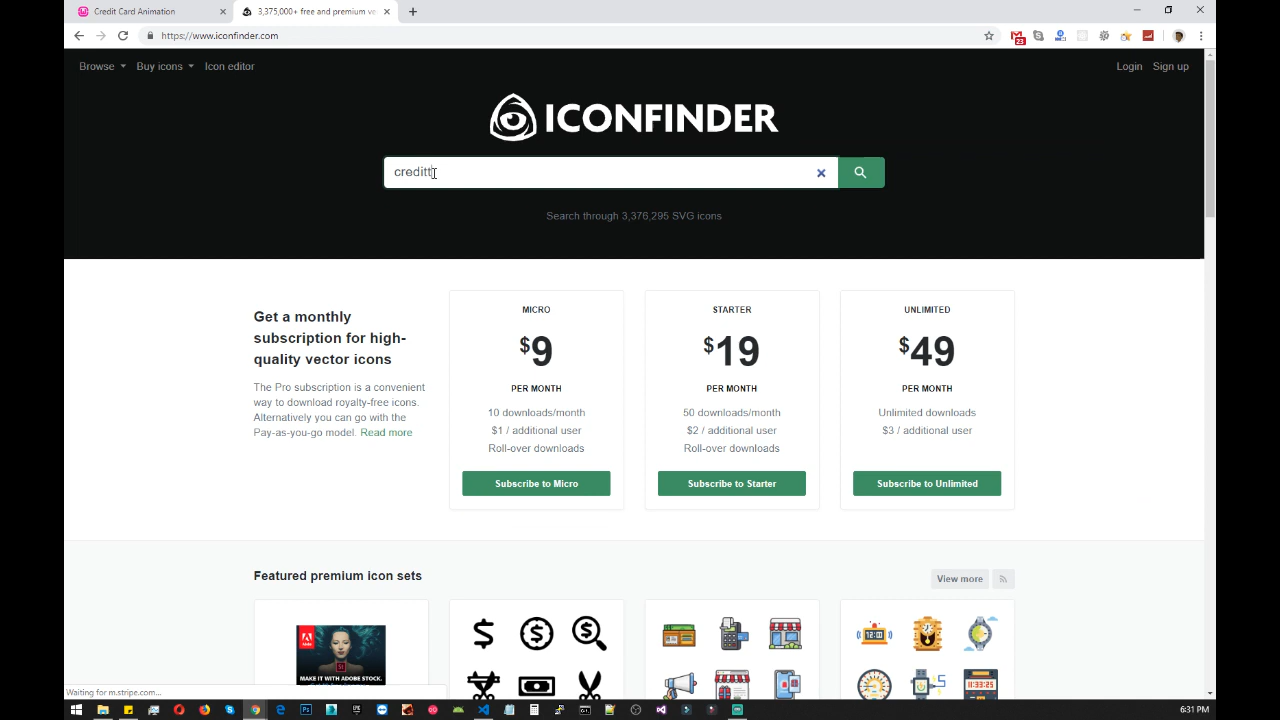 Credit Card Animation
3,375,000+ free and premium ve
https://www.iconfinder.com
23
Browse
Buy icons
Icon editor
Login
Sign up
ICONFINDER
creditt
Search through 3,376,295 SVG icons
Get a monthly
subscription for high-
quality vector icons
The Pro subscription is a convenient
way to download royalty-free icons.
Alternatively you can go with the
Pay-as-you-go model. Read more
MICRO
$9
PER MONTH
10 downloads/month
$1 / additional user
Roll-over downloads
Subscribe to Micro
STARTER
$19
PER MONTH
50 downloads/month
$2 / additional user
Roll-over downloads
Subscribe to Starter
UNLIMITED
$49
PER MONTH
Unlimited downloads
$3 / additional user
Subscribe to Unlimited
Featured premium icon sets
View more
MAKE IT WITH ADOBE STOCK.
12:00
11:33:25
Waiting for m.stripe.com...
6:31 PM